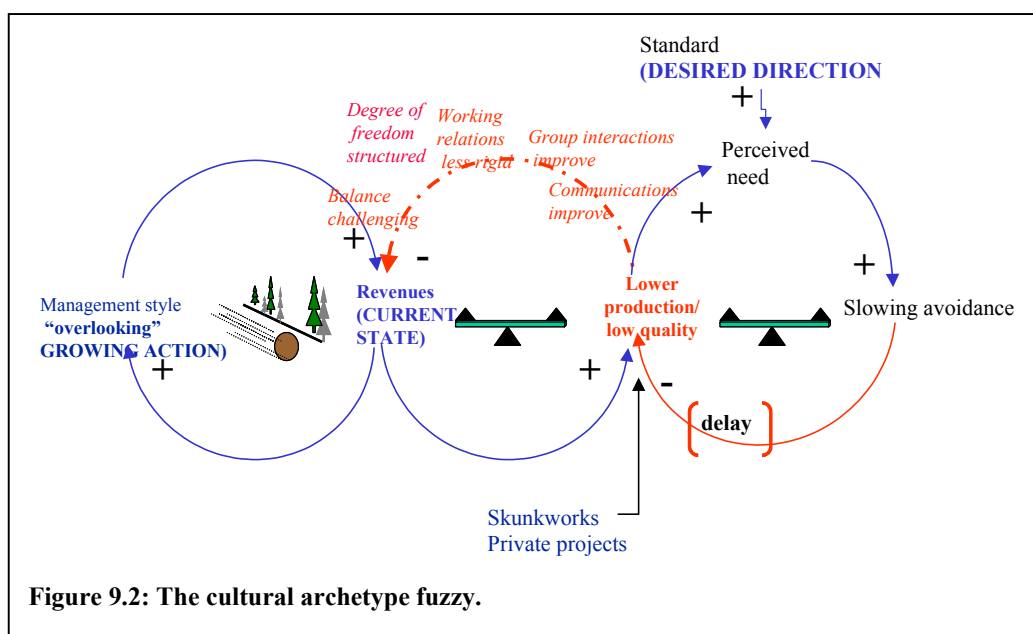 Standard
(DESIRED DIRECTION
+
Degree of
freedom
structured
Working
relations
less rigid
Group interactions
improve
Perceived
need
Communications
improve
Balance
challenging
+
-
+
+
Management style
“overlooking”
GROWING ACTION)
+
Revenues
(CURRENT
STATE)
Lower
production/
low quality
Slowing avoidance
+
-
delay
Skunkworks
Private projects
Figure 9.2: The cultural archetype fuzzy.